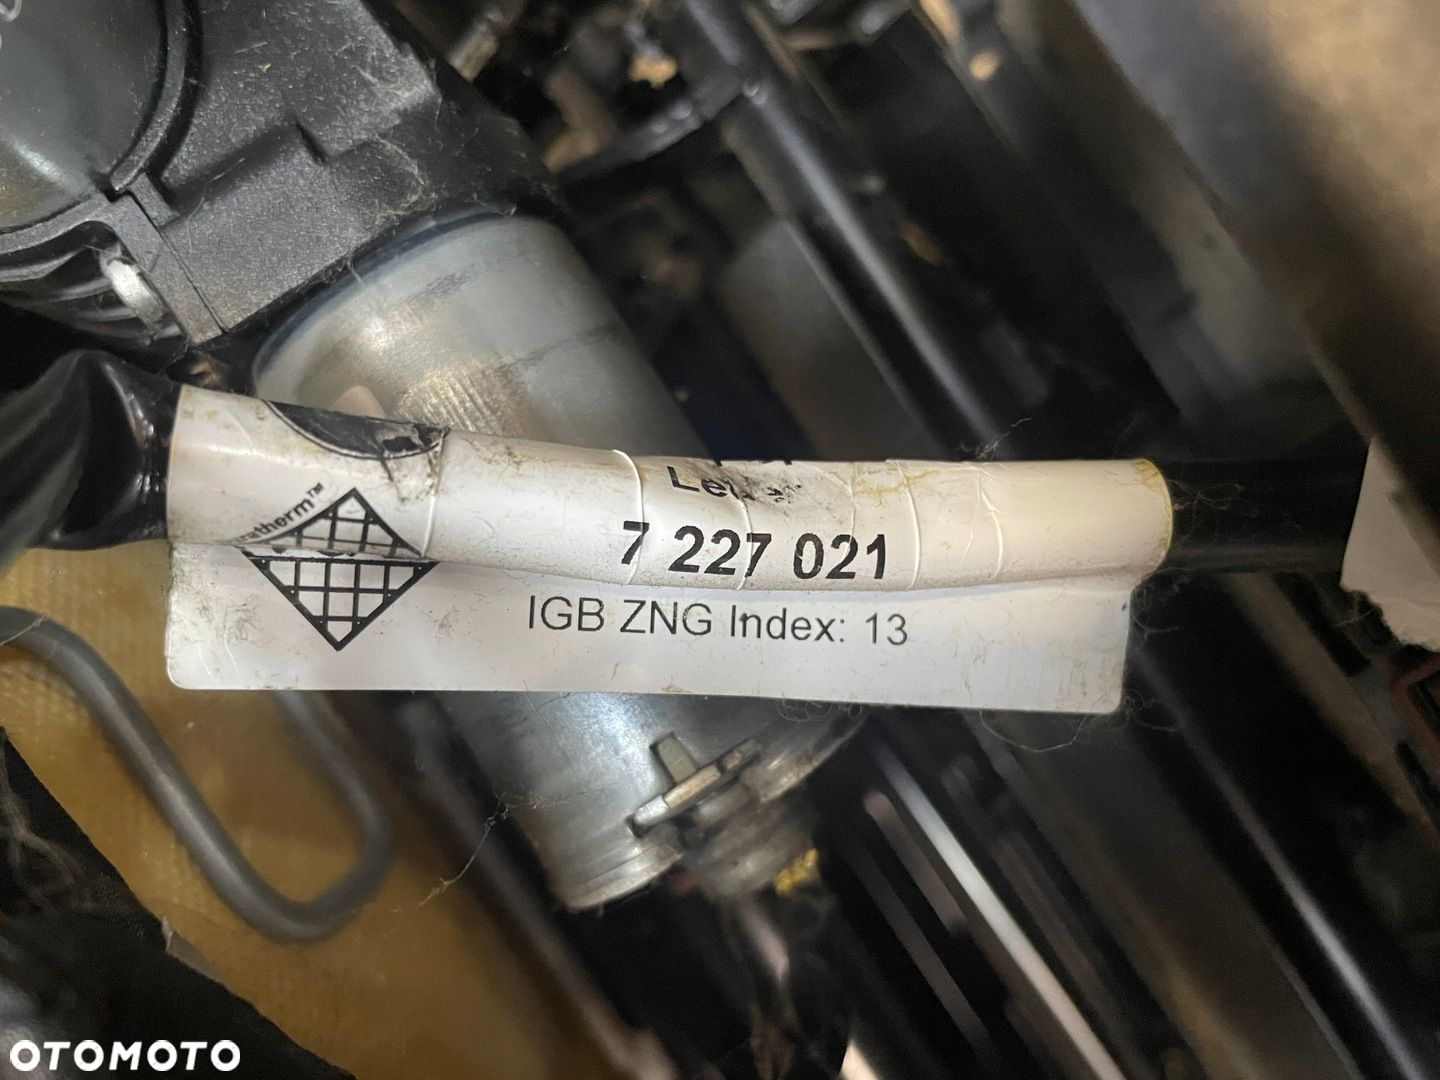 7 227 021
IGB ZNG Index: 13
OTOMOTO